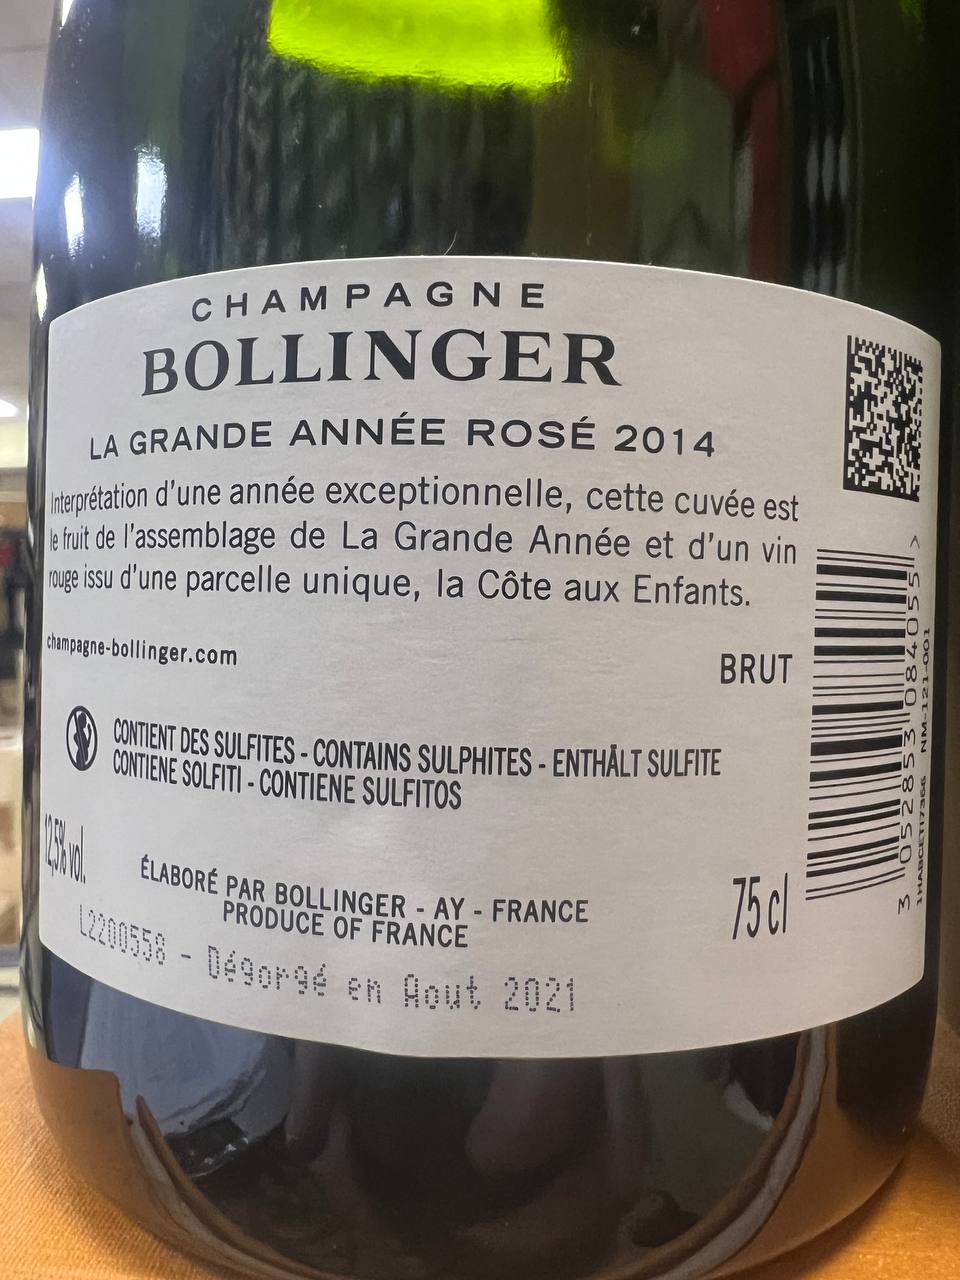 CHAMPAGNE
BOLLINGER
LA GRANDE ANNÉE ROSÉ 2014
Interprétation d'une année exceptionnelle, cette cuvée est
le fruit de l'assemblage de La Grande Année et d'un vin
rouge issu d'une parcelle unique, la Côte aux Enfants.
champagne-bollinger.com
BRUT
CONTIENT DES SULFITES - CONTAINS SULPHITES - ENTHÄLT SULFITE
CONTIENE SOLFITI - CONTIENE SULFITOS
12,5% vol.
ÉLABORÉ PAR BOLLINGER - AY - FRANCE
PRODUCE OF FRANCE
75 cl
L2200558 - Dégorgé en Aout 2021
3 052853 084055 >
1HABCETI7366 NM-121-001